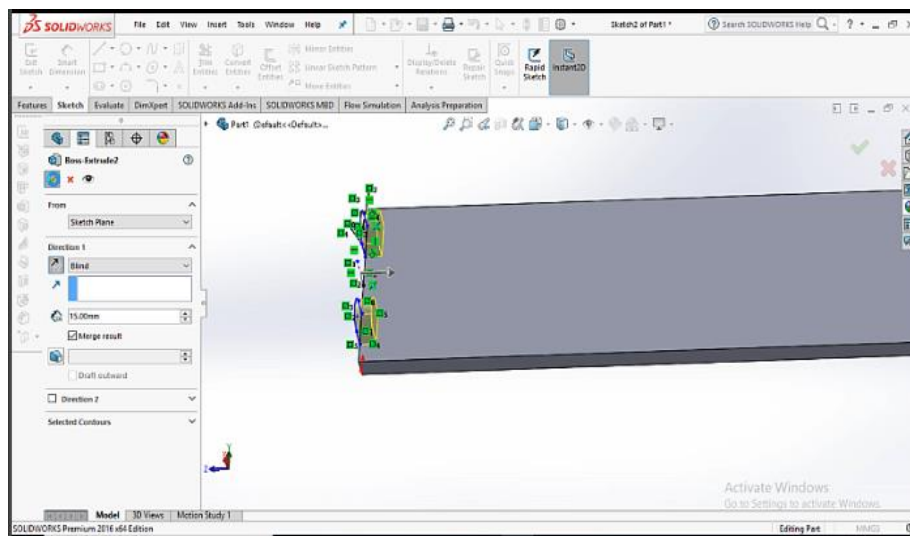 SOLIDWORKS File Edit View Insert Tools Window Help Sketch2 of Part1 * Search SOLIDWORKS Help
Exit Sketch Smart Dimension Trim Entities Convert Entities Offset Entities Mirror Entities Linear Sketch Pattern Move Entities Display/Delete Relations Repair Sketch Quick Snaps Rapid Sketch Instant2D
Features Sketch Evaluate DimXpert SOLIDWORKS Add-Ins SOLIDWORKS MBD Flow Simulation Analysis Preparation
Part1 (Default<<Default>...
Boss-Extrude2
From
Sketch Plane
Direction 1
Blind
15.00mm
Merge result
Draft outward
Direction 2
Selected Contours
Activate Windows
Go to Settings to activate Windows.
Model 3D Views Motion Study 1
SOLIDWORKS Premium 2016 x64 Edition Editing Part MMGS